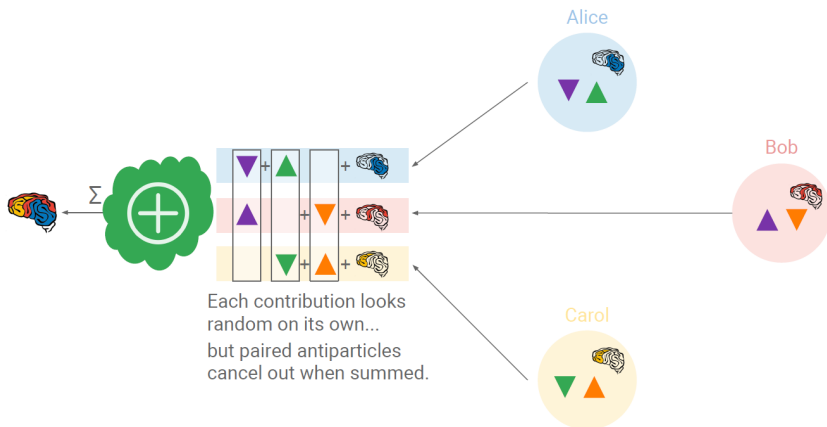 Alice
Bob
+ +
Σ
+ +
+ +
Carol
Each contribution looks
random on its own...
but paired antiparticles
cancel out when summed.